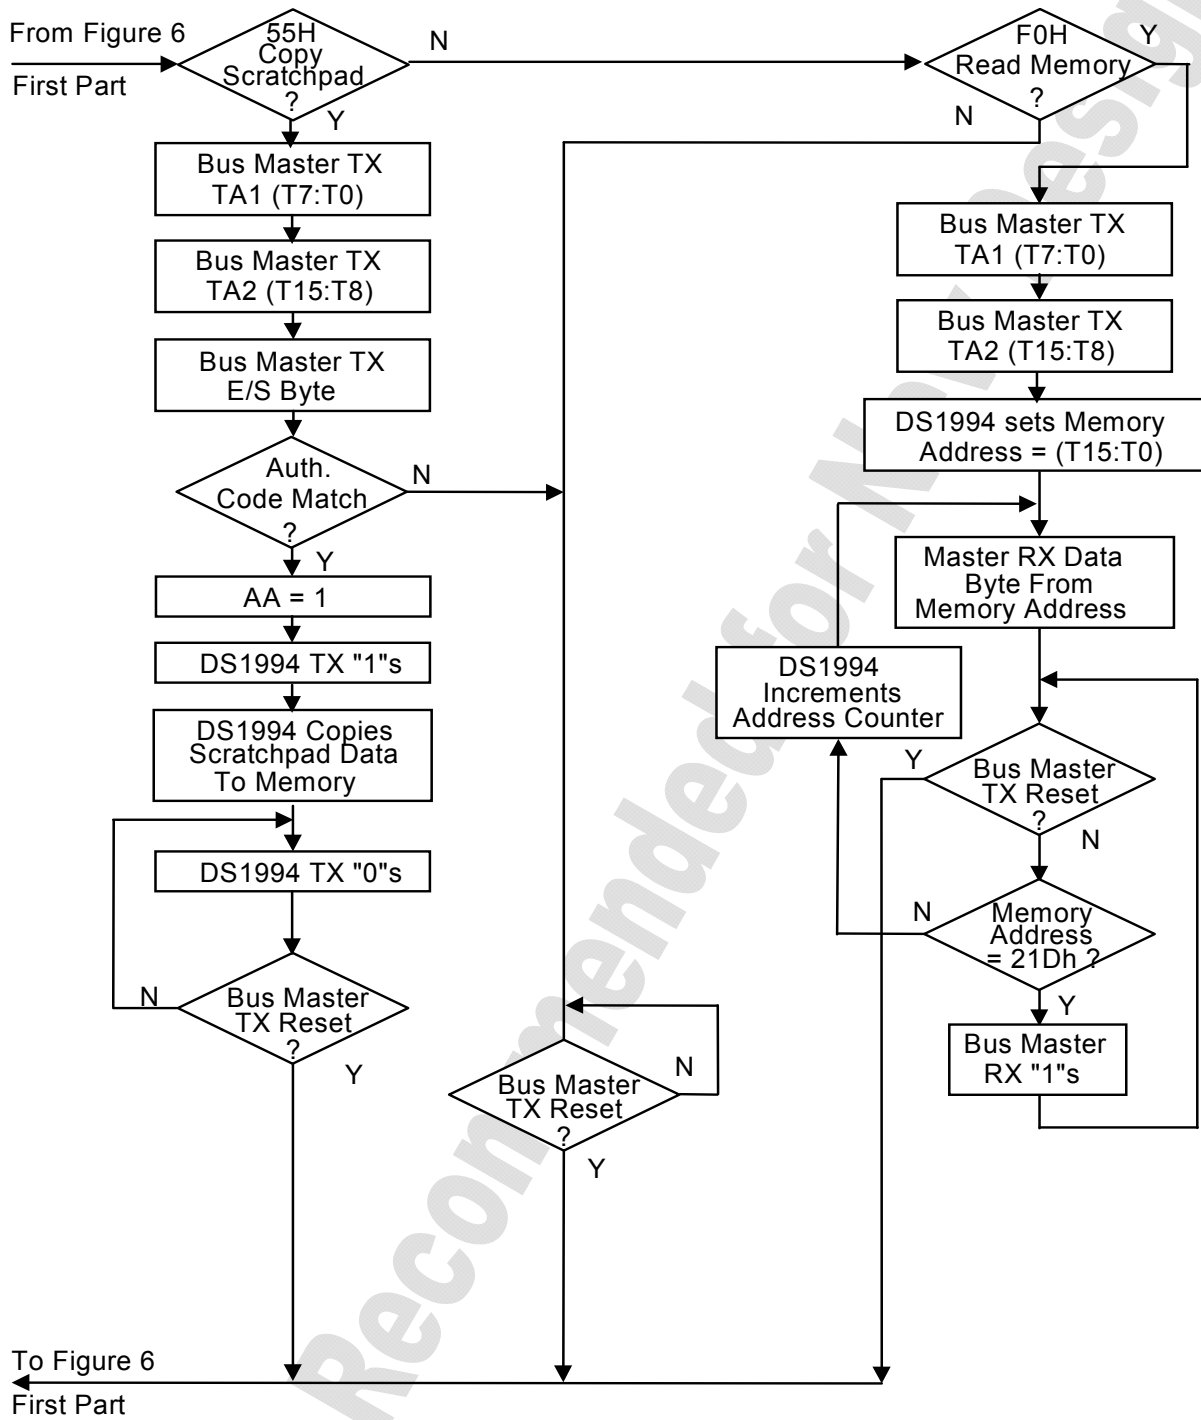 From Figure 6
First Part
55H
Copy
Scratchpad
?
N
Y
F0H
Read Memory
?
Y
N
Bus Master TX
TA1 (T7:T0)
Bus Master TX
TA2 (T15:T8)
Bus Master TX
E/S Byte
Auth.
Code Match
?
N
Y
AA = 1
DS1994 TX "1"s
DS1994 Copies
Scratchpad Data
To Memory
DS1994 TX "0"s
Bus Master
TX Reset
?
N
Y
Bus Master
TX Reset
?
N
Y
Bus Master TX
TA1 (T7:T0)
Bus Master TX
TA2 (T15:T8)
DS1994 sets Memory
Address = (T15:T0)
Master RX Data
Byte From
Memory Address
DS1994
Increments
Address Counter
Bus Master
TX Reset
?
Y
N
Memory
Address
= 21Dh ?
N
Y
Bus Master
RX "1"s
To Figure 6
First Part
Recommended for New Desig